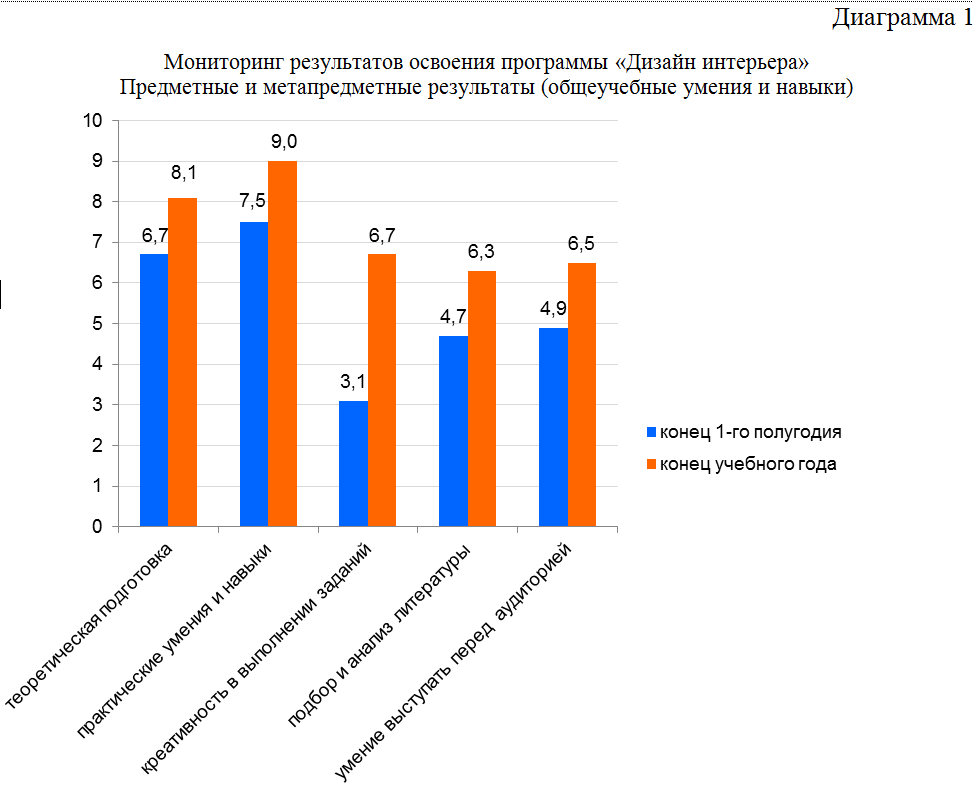 Диаграмма 1
Мониторинг результатов освоения программы «Дизайн интерьера»
Предметные и метапредметные результаты (общеучебные умения и навыки)
10
9
8
7
6
5
4
3
2
1
0
6,7
8,1
7,5
9,0
3,1
6,7
4,7
6,3
4,9
6,5
теоретическая подготовка
практические умения и навыки
креативность в выполнении заданий
подбор и анализ литературы
умение выступать перед аудиторией
конец 1-го полугодия
конец учебного года